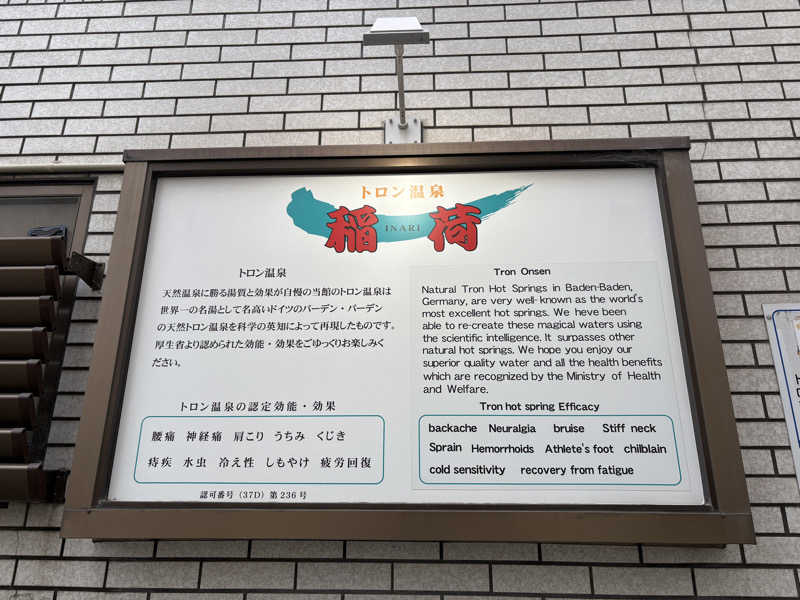 トロン温泉
稲荷
INARI
トロン温泉
天然温泉に勝る湯質と効果が自慢の当館のトロン温泉は
世界一の名湯として名高いドイツのバーデン・バーデン
の天然トロン温泉を科学の英知によって再現したものです。
厚生省より認められた効能・効果をごゆっくりお楽しみく
ださい。
トロン温泉の認定効能・効果
腰痛 神経痛 肩こり うちみ くじき
痔疾 水虫 冷え性 しもやけ 疲労回復
認可番号（37D）第236号
Tron Onsen
Natural Tron Hot Springs in Baden-Baden,
Germany, are very well-known as the world's
most excellent hot springs. We heve been
able to re-create these magical waters using
the scientific intelligence. It surpasses other
natural hot springs. We hope you enjoy our
superior quality water and all the health benefits
which are recognized by the Ministry of Health
and Welfare.
Tron hot spring Efficacy
backache Neuralgia bruise Stiff neck
Sprain Hemorrhoids Athlete's foot chilblain
cold sensitivity recovery from fatigue